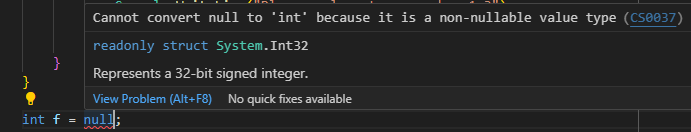 Cannot convert null to 'int' because it is a non-nullable value type (CS0037)
readonly struct System.Int32
Represents a 32-bit signed integer.
}
View Problem (Alt+F8) No quick fixes available
}
int f = null;